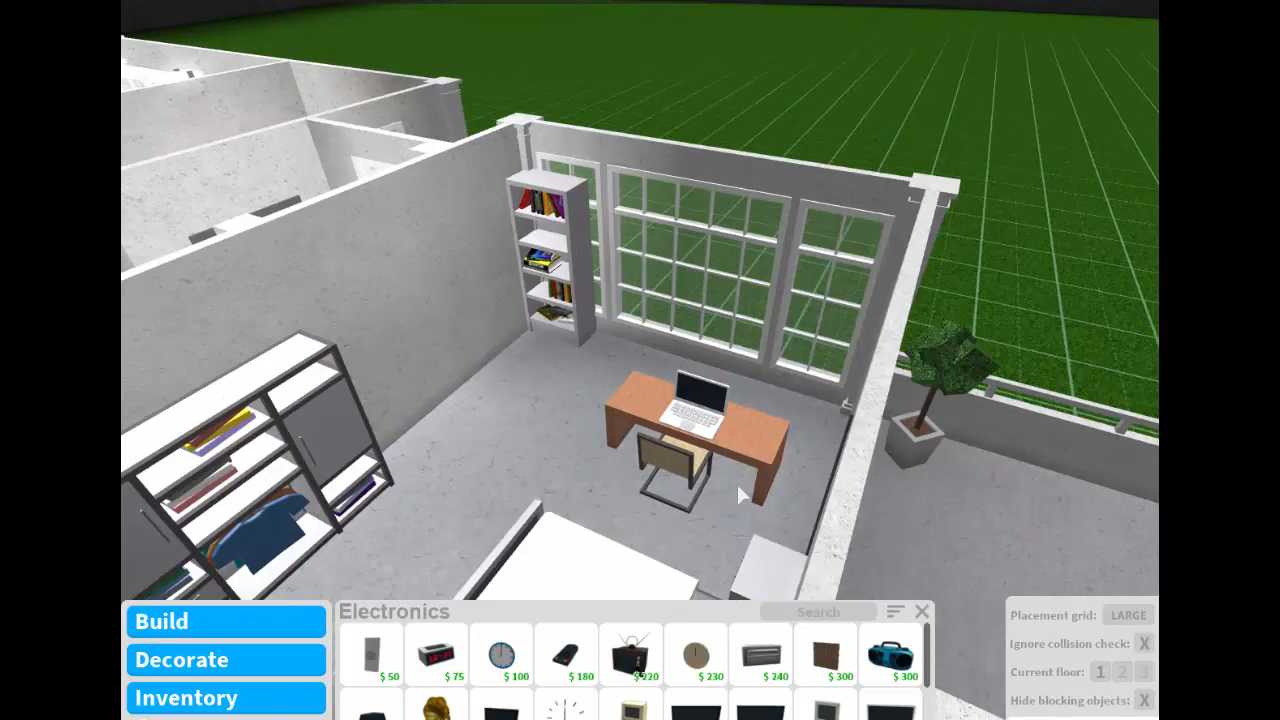 Build
Decorate
Inventory
Electronics
Search
$ 50
$ 75
$ 100
$ 180
$ 220
$ 230
$ 240
$ 300
$ 300
Placement grid: LARGE
Ignore collision check: X
Current floor: 1 2 3
Hide blocking objects: X